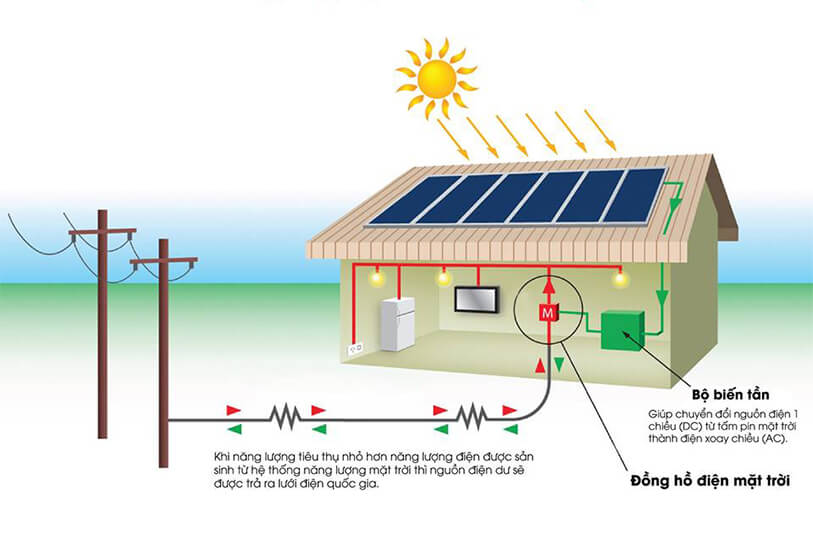 M
Bộ biến tần
Giúp chuyển đổi nguồn điện 1
chiều (DC) từ tấm pin mặt trời
thành điện xoay chiều (AC).
Khi năng lượng tiêu thụ nhỏ hơn năng lượng điện được sản
sinh từ hệ thống năng lượng mặt trời thì nguồn điện dư sẽ
được trả ra lưới điện quốc gia.
Đồng hồ điện mặt trời